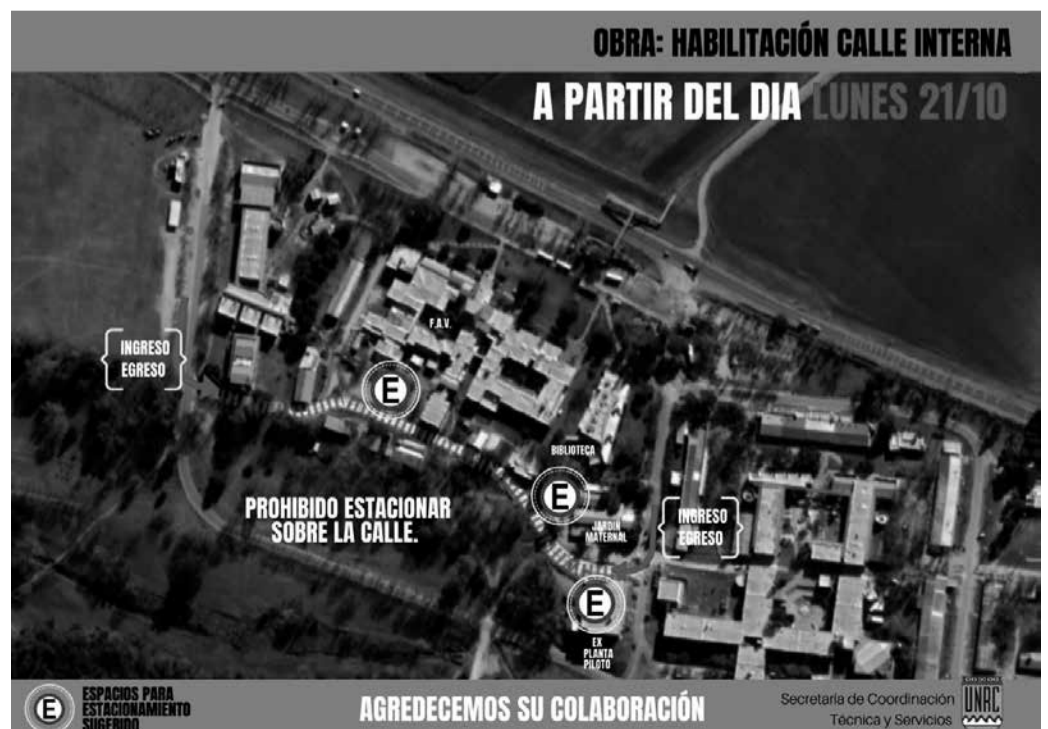 OBRA: HABILITACIÓN CALLE INTERNA
A PARTIR DEL DIA LUNES 21/10
F.A.V.
INGRESO
EGRESO
E
BIBLIOTECA
E
PROHIBIDO ESTACIONAR
SOBRE LA CALLE.
JARDIN
MATERNAL
INGRESO
EGRESO
E
EX
PLANTA
PILOTO
E
ESPACIOS PARA
ESTACIONAMIENTO
SUGERIDO
AGREDECEMOS SU COLABORACIÓN
Secretaría de Coordinación
Técnica y Servicios
UNRC